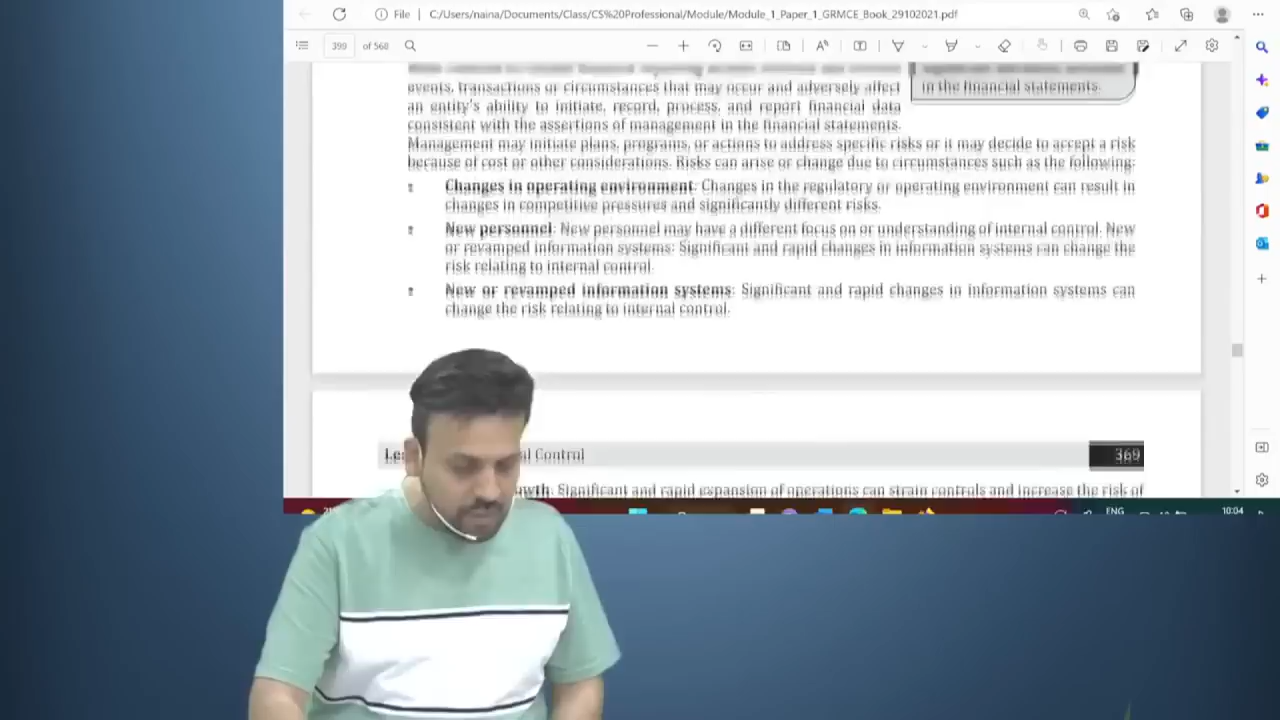 File C:/Users/naina/Documents/Class/CS%20Professional/Module/Module_1_Paper_1_GRMCE_Book_29102021.pdf
399 of 568
events, transactions or circumstances that may occur and adversely affect
in the financial statements.
an entity's ability to initiate, record, process, and report financial data
consistent with the assertions of management in the financial statements.
Management may initiate plans, programs, or actions to address specific risks or it may decide to accept a risk
because of cost or other considerations. Risks can arise or change due to circumstances such as the following:
Changes in operating environment: Changes in the regulatory or operating environment can result in
changes in competitive pressures and significantly different risks.
New personnel: New personnel may have a different focus on or understanding of internal control. New
or revamped information systems: Significant and rapid changes in information systems can change the
risk relating to internal control.
New or revamped information systems: Significant and rapid changes in information systems can
change the risk relating to internal control.
Control 369
Significant and rapid expansion of operations can strain controls and increase the risk of
ENG 10:04